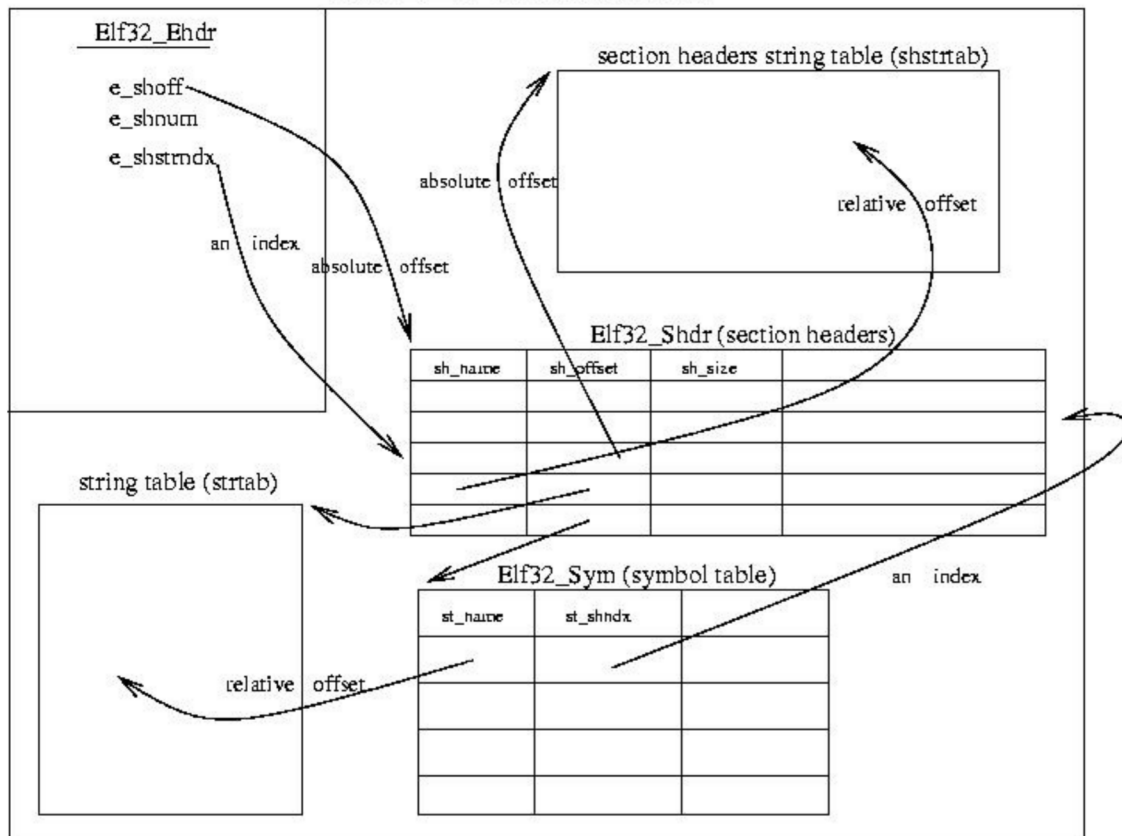 Elf32_Ehdr
e_shoff
e_shnum
e_shstrndx
an index
absolute offset
section headers string table (shstrtab)
absolute offset
relative offset
Elf32_Shdr (section headers)
sh_name sh_offset sh_size
string table (strtab)
an index
Elf32_Sym (symbol table)
st_name st_shndx
relative offset